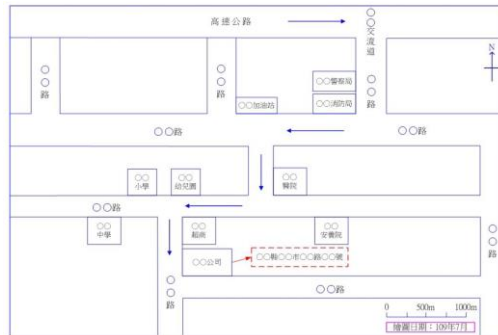 高速公路
○○交流道
N
○○路
○○路
○○路
○○警察局
○○加油站
○○消防局
○○路
○○路
○○
小學
○○
幼兒園
○○
醫院
○○路
○○
中學
○○
超商
○○
安養院
○○路
○○公司
○○縣○○市○○路○○號
○○路
○○路
0 500m 1000m
繪圖日期：109年7月